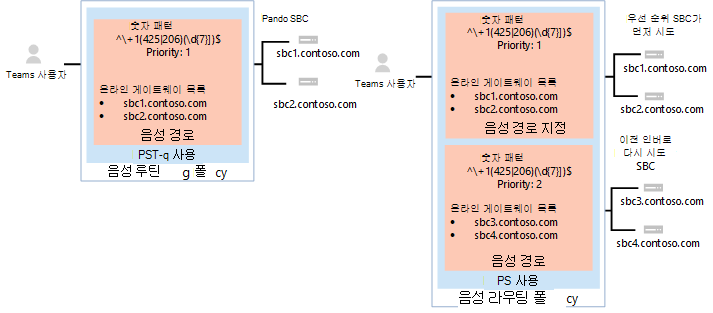 Teams 사용자
숫자 패턴
^\+1(425|206)(\d{7})$
Priority: 1
온라인 게이트웨이 목록
• sbc1.contoso.com
• sbc2.contoso.com
음성 경로
PST-q 사용
음성 루틴 g 폴 cy
Pando SBC
sbc1.contoso.com
sbc2.contoso.com
Teams 사용자
숫자 패턴
^\+1(425|206)(\d{7})$
Priority: 1
온라인 게이트웨이 목록
• sbc1.contoso.com
• sbc2.contoso.com
음성 경로 지정
숫자 패턴
^\+1(425|206)(\d{7})$
Priority: 2
온라인 게이트웨이 목록
• sbc3.contoso.com
• sbc4.contoso.com
음성 경로
PS 사용
음성 라우팅 폴 cy
우선 순위 SBC가
먼저 시도
sbc1.contoso.com
sbc2.contoso.com
이전 인버르
다시 시도
SBC
sbc3.contoso.com
sbc4.contoso.com